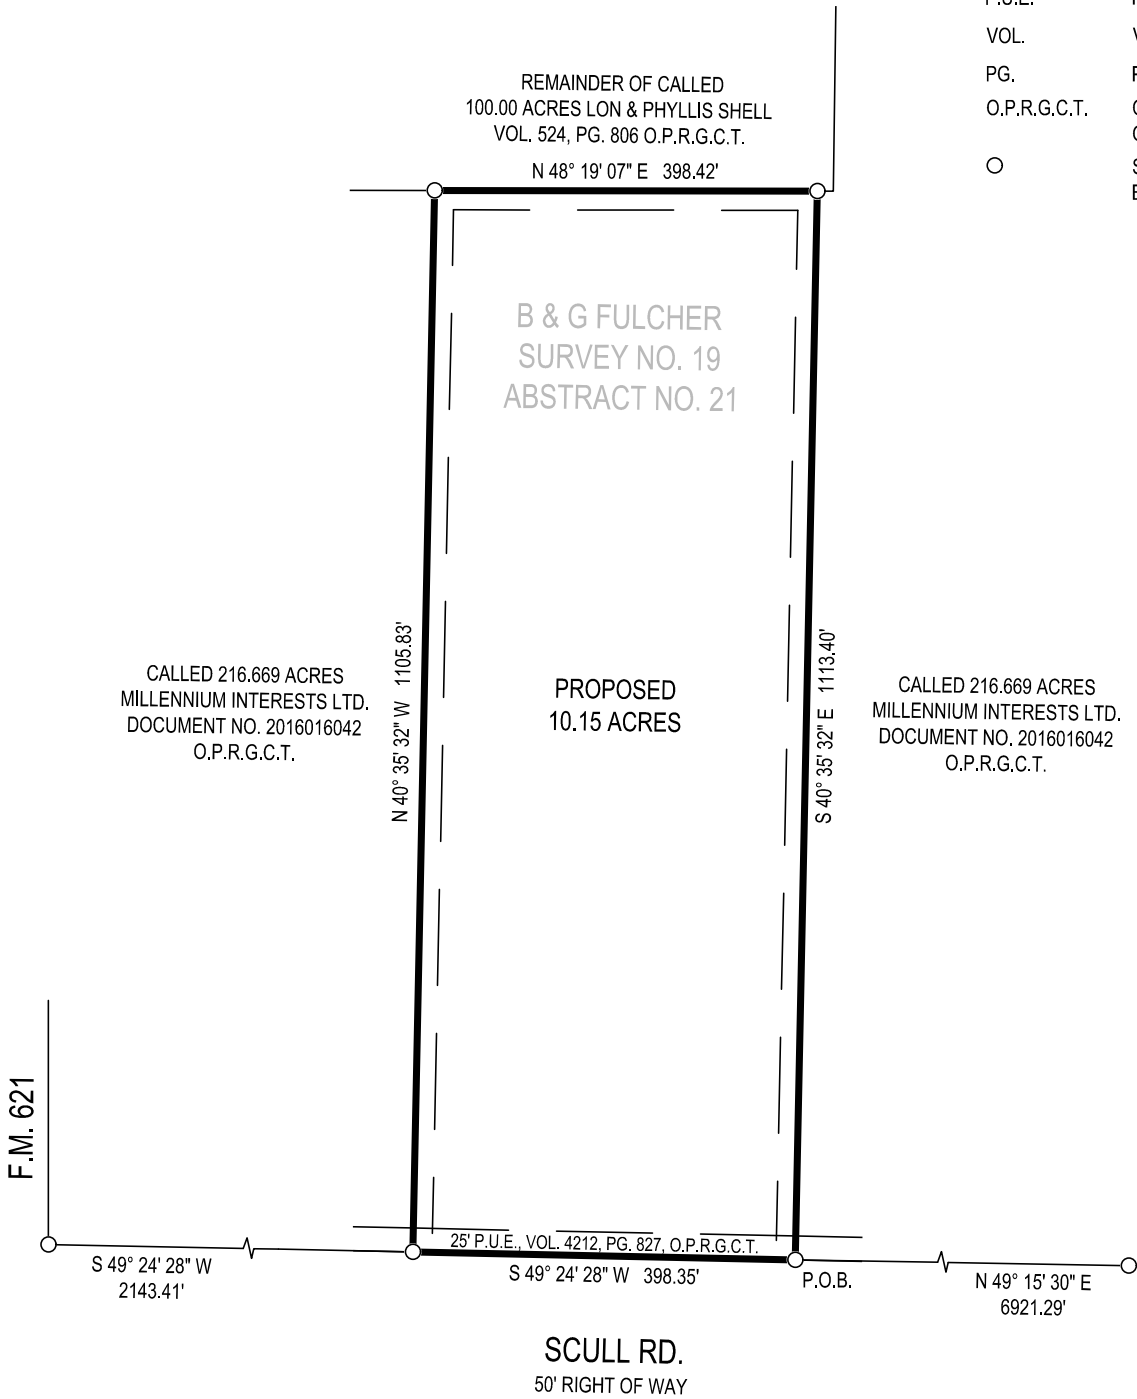 P.U.E.
VOL.
PG.
O.P.R.G.C.T.
REMAINDER OF CALLED
100.00 ACRES LON & PHYLLIS SHELL
VOL. 524, PG. 806 O.P.R.G.C.T.
N 48° 19' 07" E 398.42'
B & G FULCHER
SURVEY NO. 19
ABSTRACT NO. 21
N 40° 35' 32" W 1105.83'
S 40° 35' 32" E 1113.40'
CALLED 216.669 ACRES
MILLENNIUM INTERESTS LTD.
DOCUMENT NO. 2016016042
O.P.R.G.C.T.
PROPOSED
10.15 ACRES
CALLED 216.669 ACRES
MILLENNIUM INTERESTS LTD.
DOCUMENT NO. 2016016042
O.P.R.G.C.T.
F.M. 621
25' P.U.E., VOL. 4212, PG. 827, O.P.R.G.C.T.
S 49° 24' 28" W
2143.41'
S 49° 24' 28" W 398.35'
P.O.B.
N 49° 15' 30" E
6921.29'
SCULL RD.
50' RIGHT OF WAY